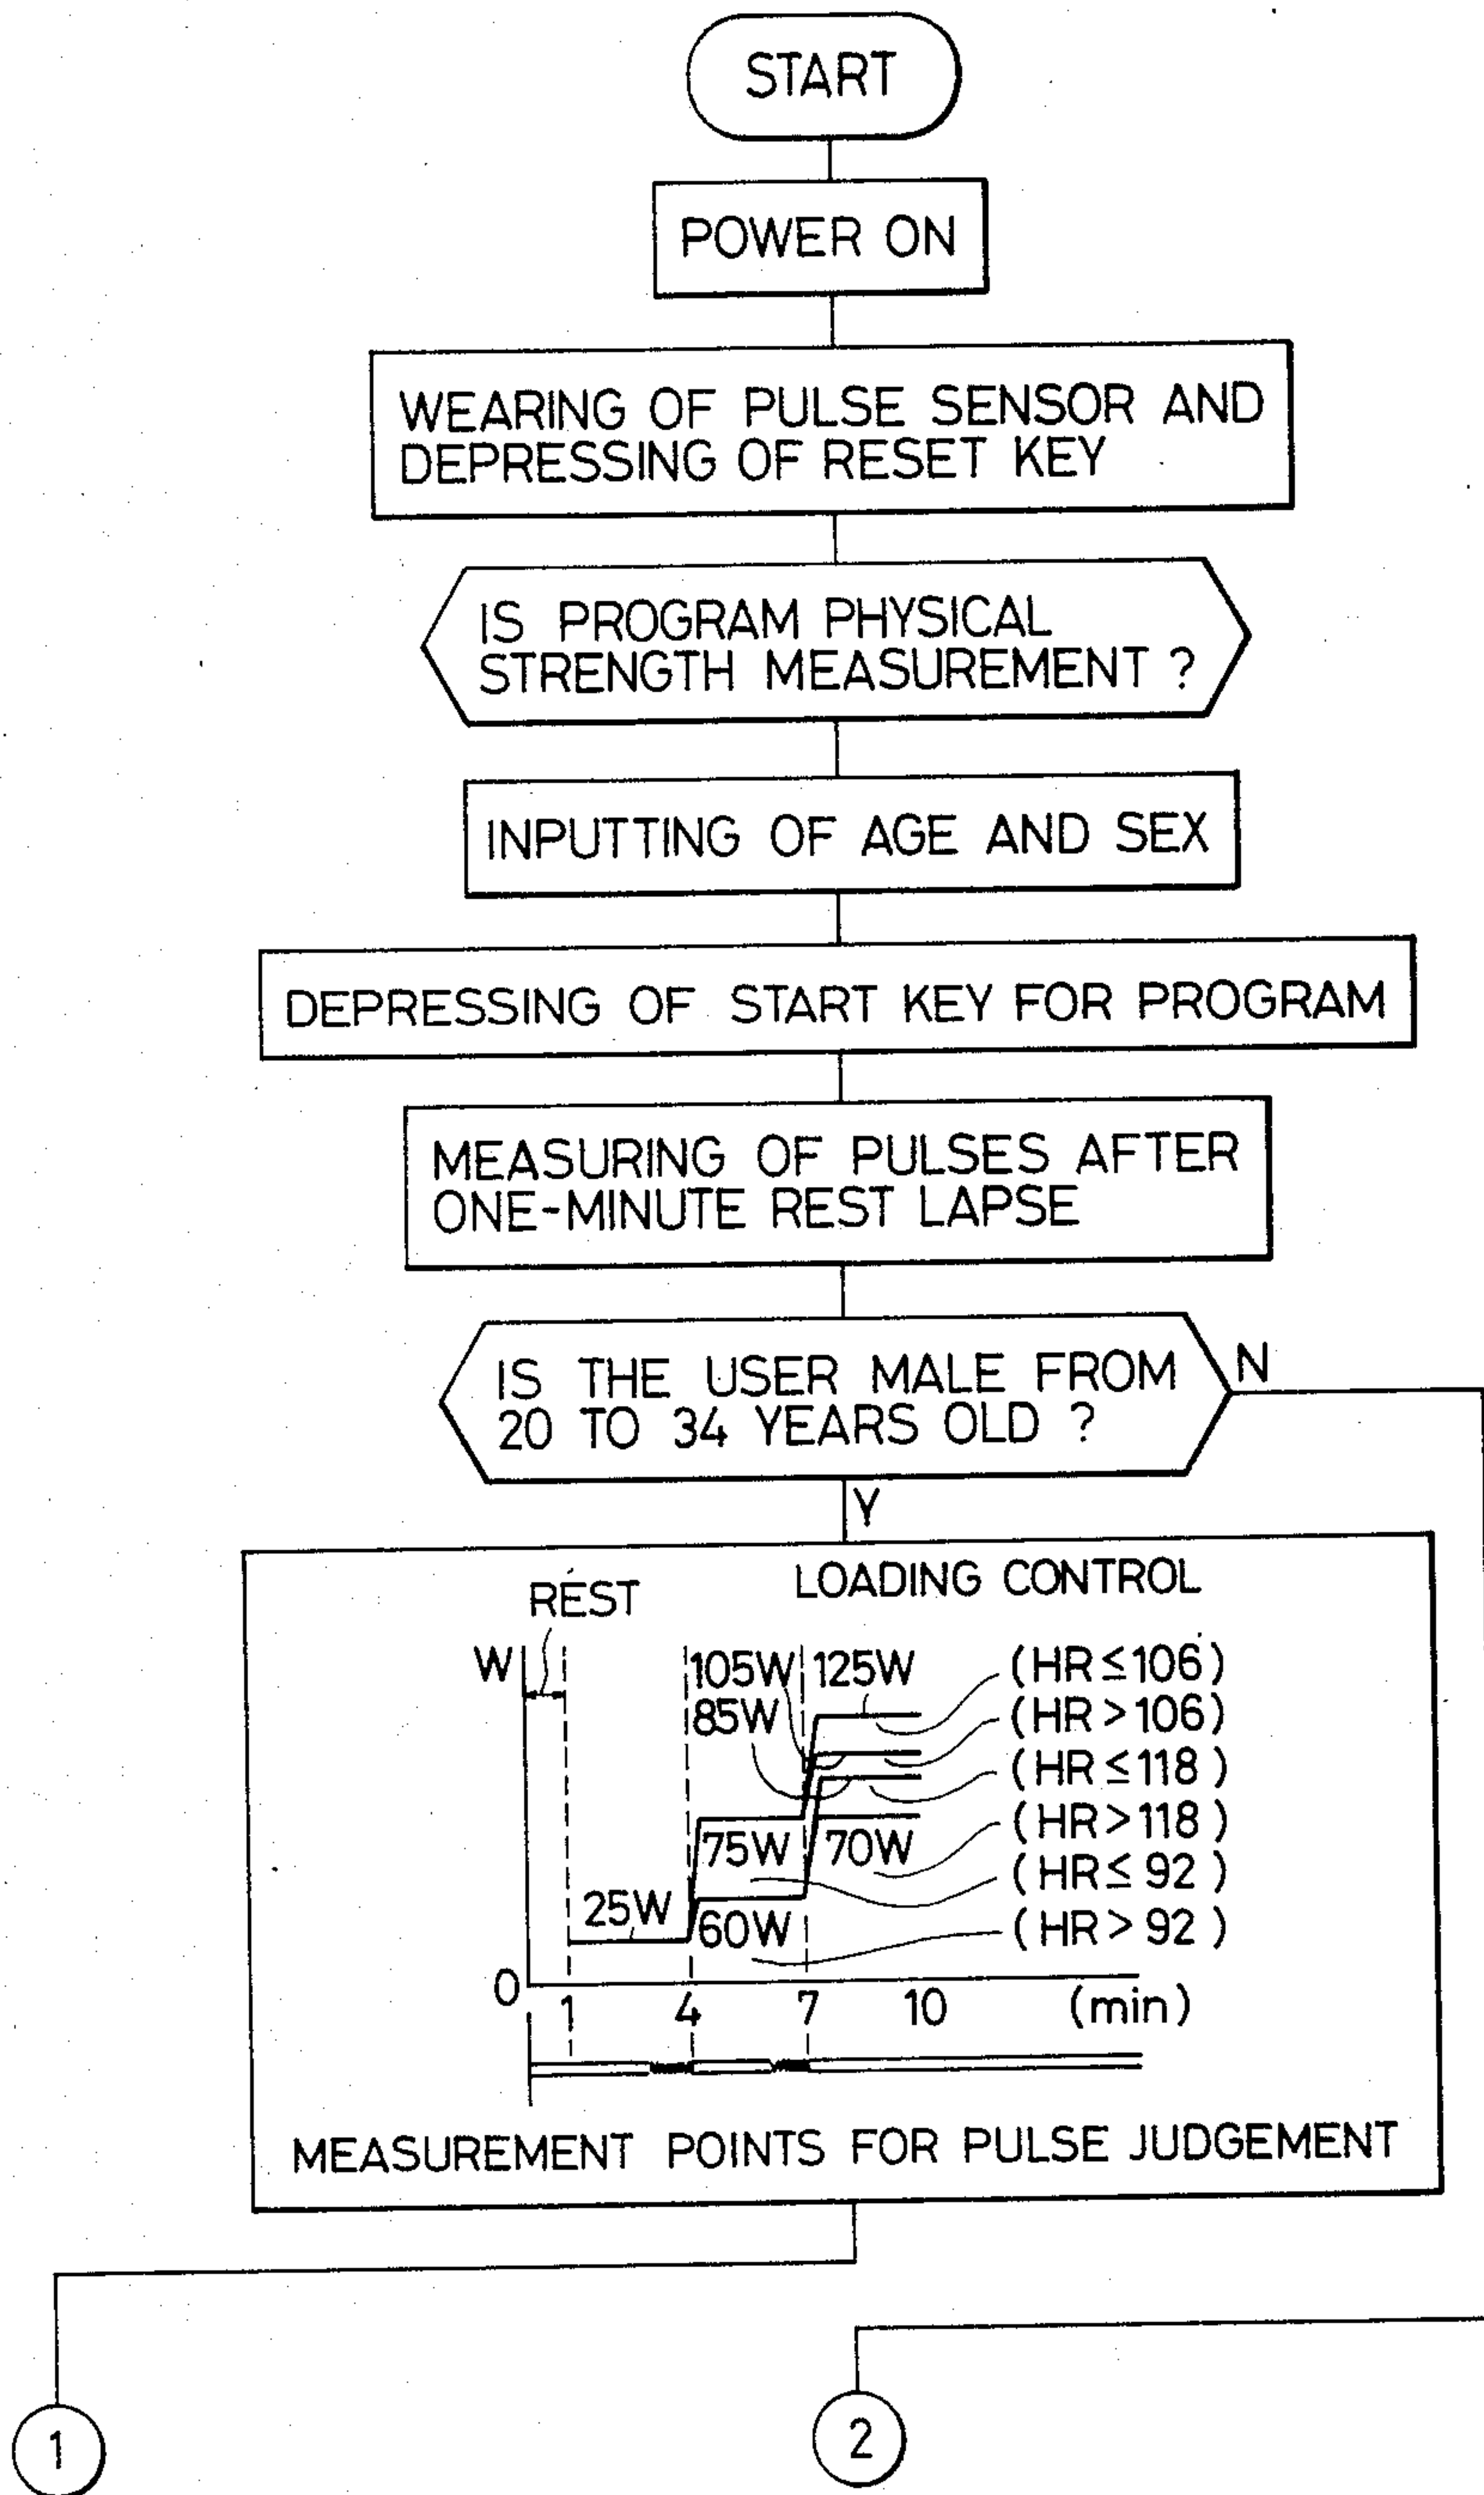 START
POWER ON
WEARING OF PULSE SENSOR AND
DEPRESSING OF RESET KEY
IS PROGRAM PHYSICAL
STRENGTH MEASUREMENT ?
INPUTTING OF AGE AND SEX
DEPRESSING OF START KEY FOR PROGRAM
MEASURING OF PULSES AFTER
ONE-MINUTE REST LAPSE
IS THE USER MALE FROM
20 TO 34 YEARS OLD ?
N
Y
REST
LOADING CONTROL
W
105W 125W (HR≤106)
85W (HR>106)
(HR≤118)
75W 70W (HR>118)
(HR≤92)
25W 60W (HR>92)
0 1 4 7 10 (min)
MEASUREMENT POINTS FOR PULSE JUDGEMENT
1 2